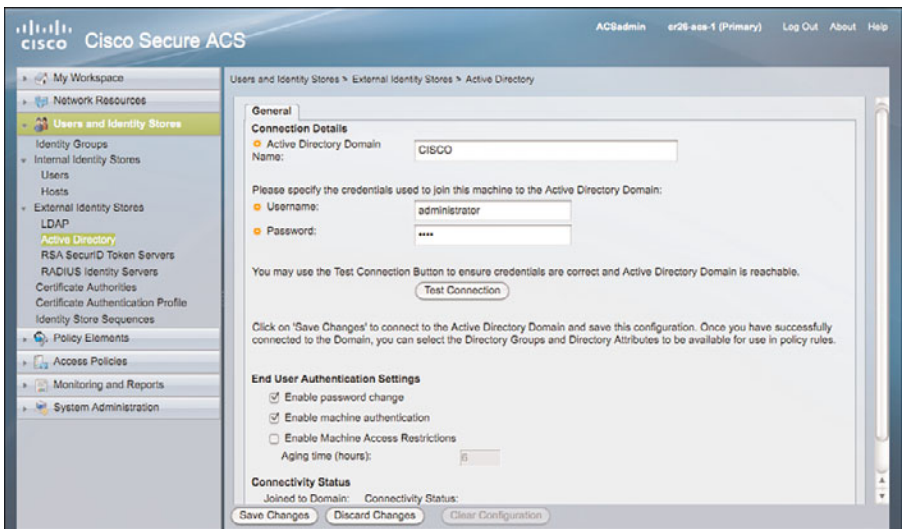 CISCO
Cisco Secure ACS
ACSadmin cr26-acs-1 (Primary) Log Out About Help
My Workspace
Network Resources
Users and Identity Stores
Identity Groups
Internal Identity Stores
Users
Hosts
External Identity Stores
LDAP
Active Directory
RSA SecurID Token Servers
RADIUS Identity Servers
Certificate Authorities
Certificate Authentication Profile
Identity Store Sequences
Policy Elements
Access Policies
Monitoring and Reports
System Administration
Users and Identity Stores > External Identity Stores > Active Directory
General
Connection Details
Active Directory Domain
Name:
CISCO
Please specify the credentials used to join this machine to the Active Directory Domain:
Username: administrator
Password: ••••
You may use the Test Connection Button to ensure credentials are correct and Active Directory Domain is reachable.
Test Connection
Click on 'Save Changes' to connect to the Active Directory Domain and save this configuration. Once you have successfully
connected to the Domain, you can select the Directory Groups and Directory Attributes to be available for use in policy rules.
End User Authentication Settings
Enable password change
Enable machine authentication
Enable Machine Access Restrictions
Aging time (hours): 6
Connectivity Status
Joined to Domain: Connectivity Status:
Save Changes Discard Changes Clear Configuration